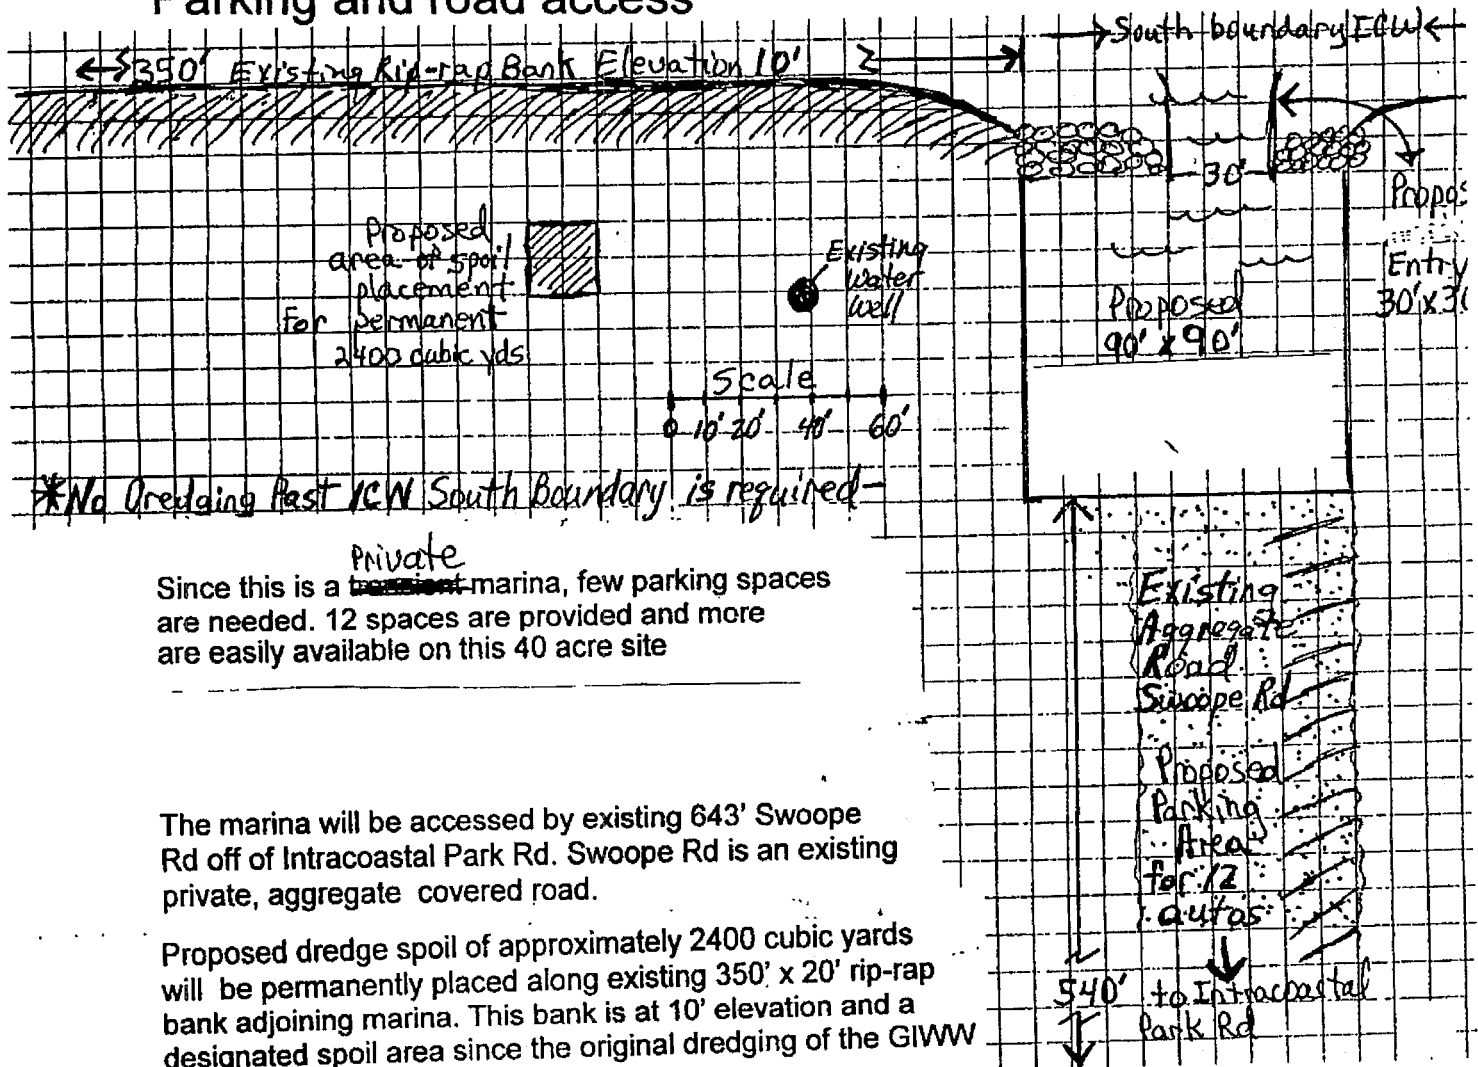 Parking and road access
South boundary ICW
350' Existing Rip-rap Bank Elevation 10'
30'
Proposed
area of spoil
placement
For permanent
2400 cubic yds
Existing
Water
Well
Proposed
90' x 90'
Entry
Scale
0 10' 20' 40' 60'
*No Dredging Past ICW South Boundary is required-
Private
Since this is a marina, few parking spaces
are needed. 12 spaces are provided and more
are easily available on this 40 acre site
Existing
Aggregate
Road
Swoope Rd
Proposed
Parking
Area
for 12
autos
The marina will be accessed by existing 643' Swoope
Rd off of Intracoastal Park Rd. Swoope Rd is an existing
private, aggregate covered road.
Proposed dredge spoil of approximately 2400 cubic yards
will be permanently placed along existing 350' x 20' rip-rap
bank adjoining marina. This bank is at 10' elevation and a
designated spoil area since the original dredging of the GIWW
540' to Intracoastal
Park Rd